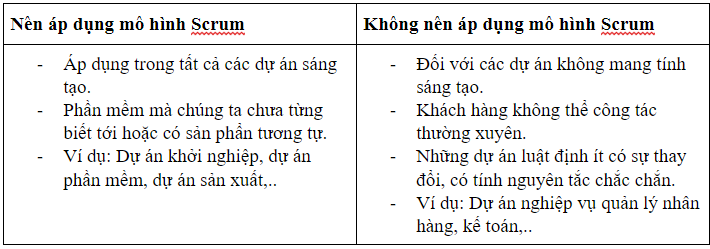 Nên áp dụng mô hình Scrum
- Áp dụng trong tất cả các dự án sáng
tạo.
- Phần mềm mà chúng ta chưa từng
biết tới hoặc có sản phẩn tương tự.
- Ví dụ: Dự án khởi nghiệp, dự án
phần mềm, dự án sản xuất,..
Không nên áp dụng mô hình Scrum
- Đối với các dự án không mang tính
sáng tạo.
- Khách hàng không thể công tác
thường xuyên.
- Những dự án luật định ít có sự thay
đổi, có tính nguyên tắc chắc chắn.
- Ví dụ: Dự án nghiệp vụ quản lý nhân
hàng, kế toán,..